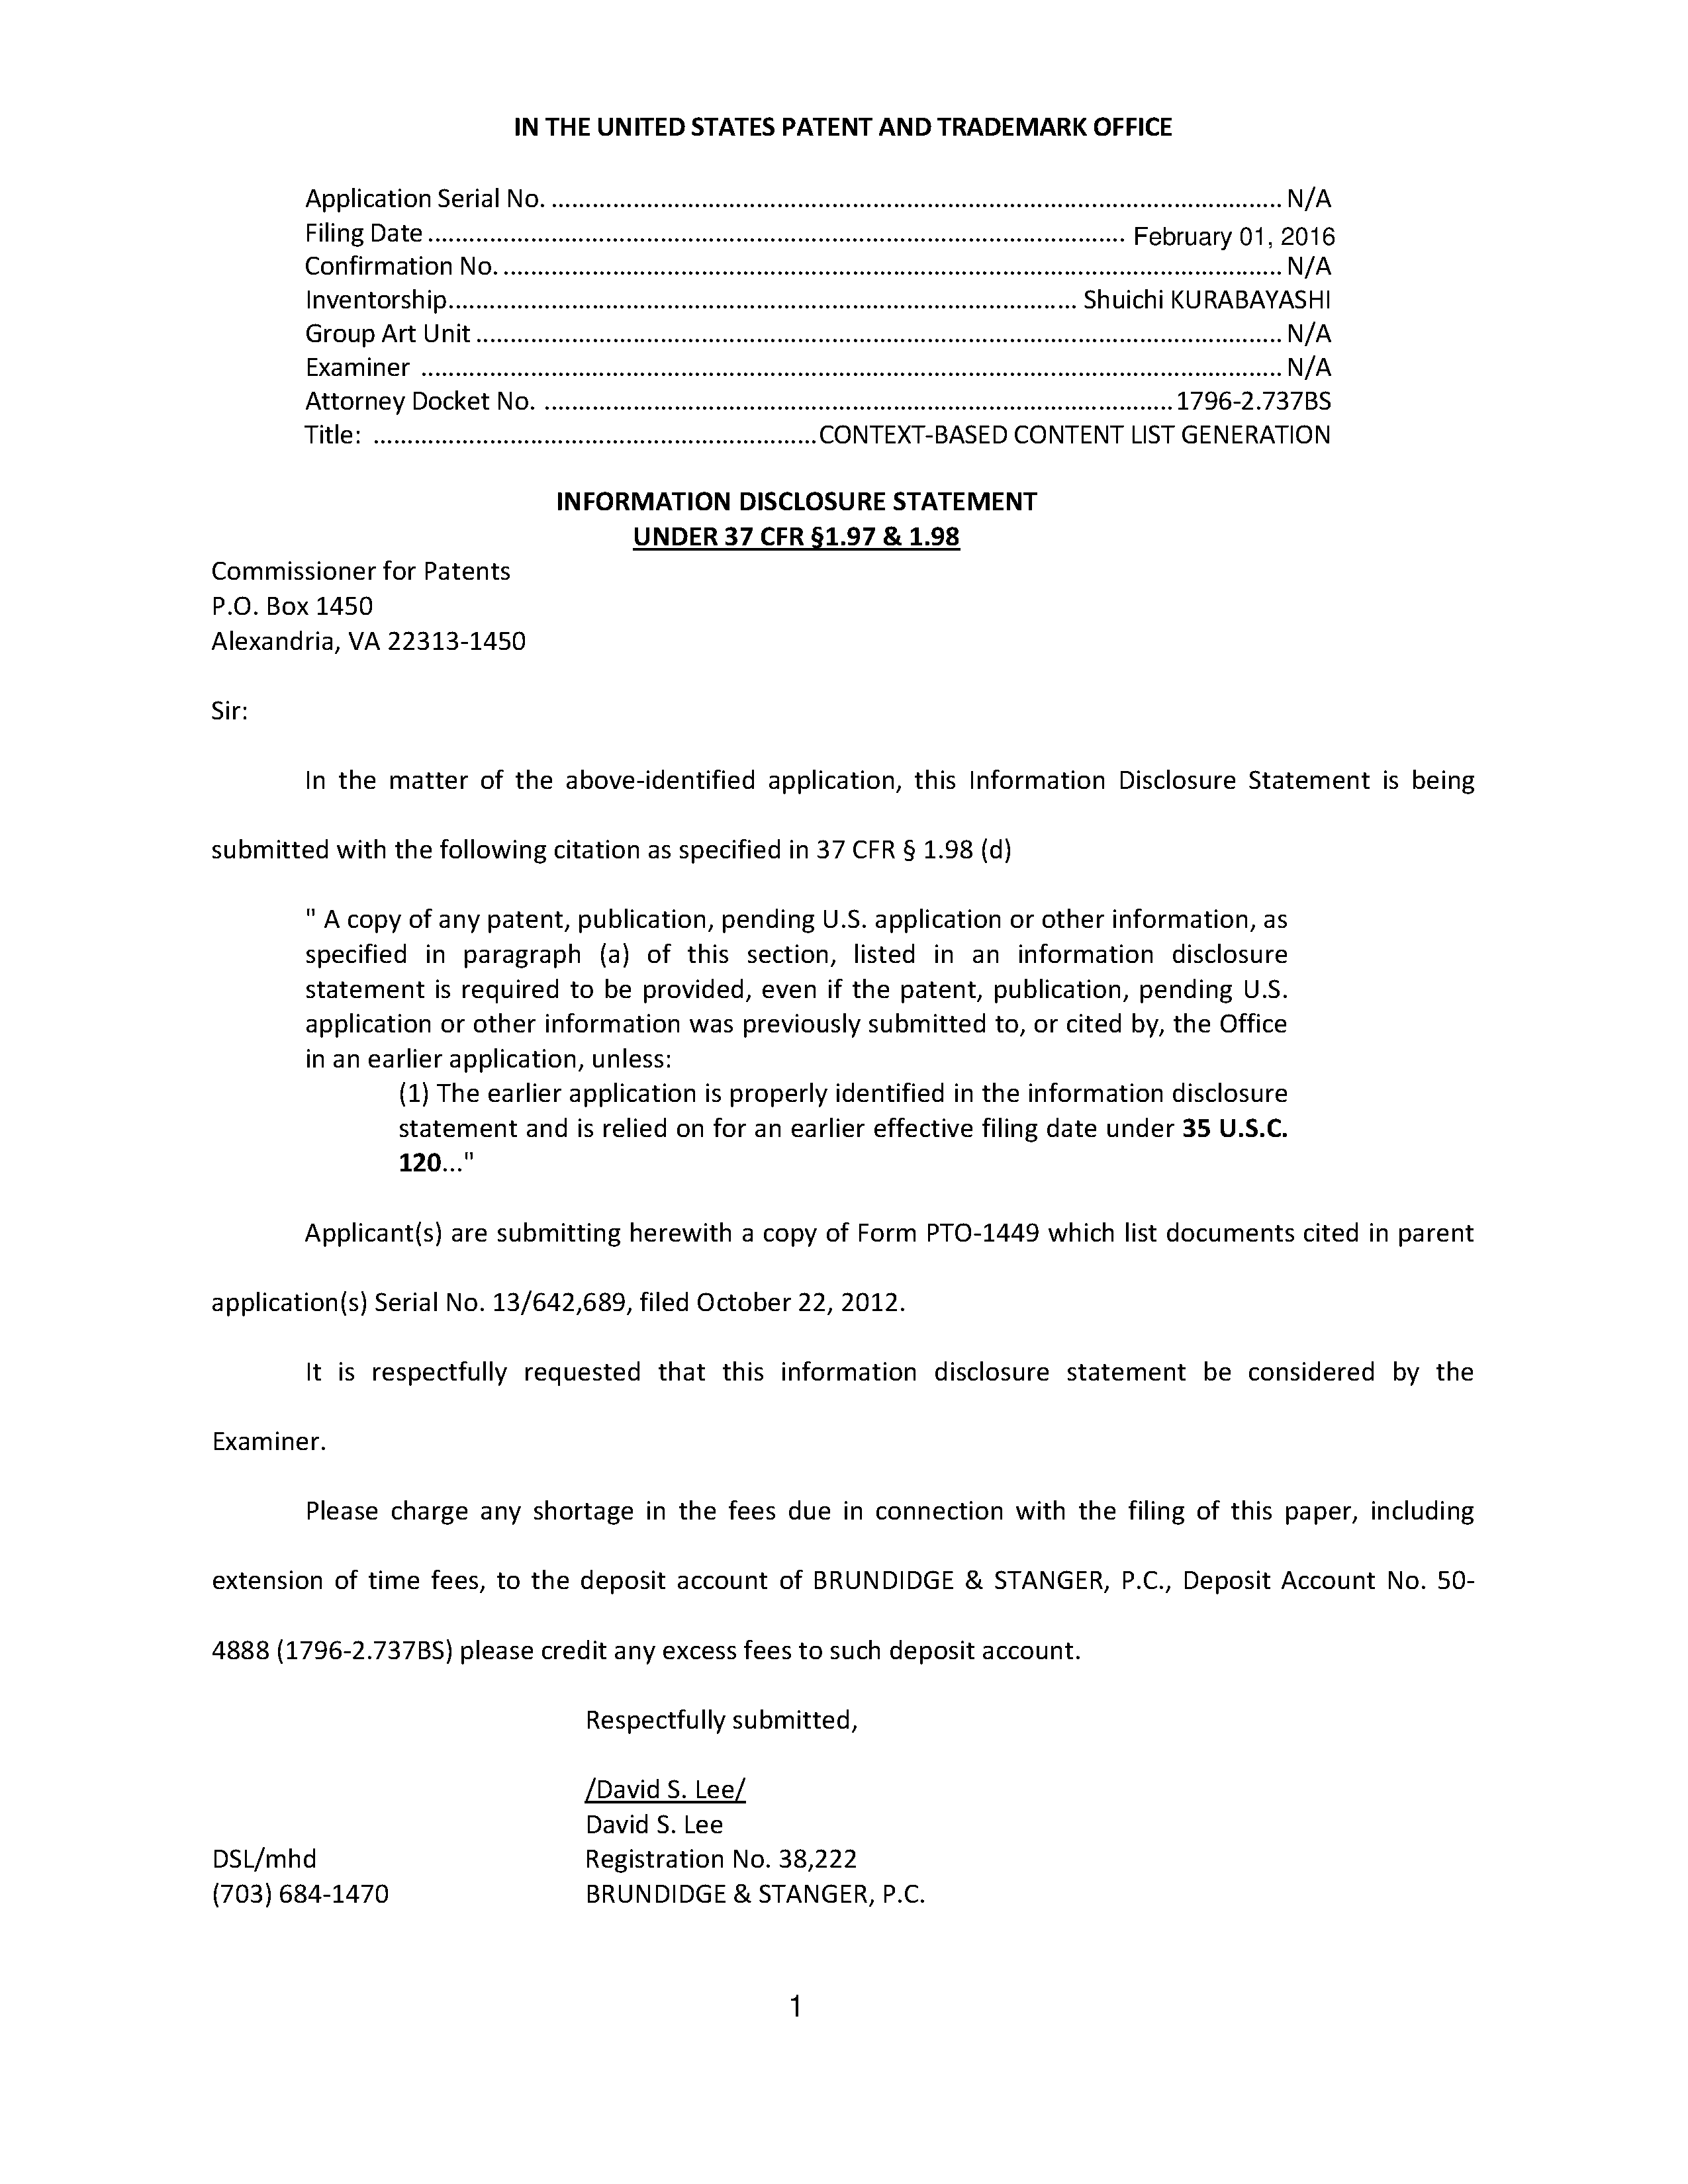 IN THE UNITED STATES PATENT AND TRADEMARK OFFICE
Application Serial No. ............................................................................................................ N/A
Filing Date ....................................................................................................... February 01, 2016
Confirmation No. ................................................................................................................... N/A
Inventorship............................................................................................. Shuichi KURABAYASHI
Group Art Unit ....................................................................................................................... N/A
Examiner ............................................................................................................................... N/A
Attorney Docket No. ............................................................................................. 1796-2.737BS
Title: ................................................................. CONTEXT-BASED CONTENT LIST GENERATION
INFORMATION DISCLOSURE STATEMENT
UNDER 37 CFR §1.97 & 1.98
Commissioner for Patents
P.O. Box 1450
Alexandria, VA 22313-1450
Sir:
In the matter of the above-identified application, this Information Disclosure Statement is being
submitted with the following citation as specified in 37 CFR § 1.98 (d)
" A copy of any patent, publication, pending U.S. application or other information, as
specified in paragraph (a) of this section, listed in an information disclosure
statement is required to be provided, even if the patent, publication, pending U.S.
application or other information was previously submitted to, or cited by, the Office
in an earlier application, unless:
(1) The earlier application is properly identified in the information disclosure
statement and is relied on for an earlier effective filing date under 35 U.S.C.
120..."
Applicant(s) are submitting herewith a copy of Form PTO-1449 which list documents cited in parent
application(s) Serial No. 13/642,689, filed October 22, 2012.
It is respectfully requested that this information disclosure statement be considered by the
Examiner.
Please charge any shortage in the fees due in connection with the filing of this paper, including
extension of time fees, to the deposit account of BRUNDIDGE & STANGER, P.C., Deposit Account No. 50-
4888 (1796-2.737BS) please credit any excess fees to such deposit account.
Respectfully submitted,
/David S. Lee/
David S. Lee
DSL/mhd Registration No. 38,222
(703) 684-1470 BRUNDIDGE & STANGER, P.C.
1